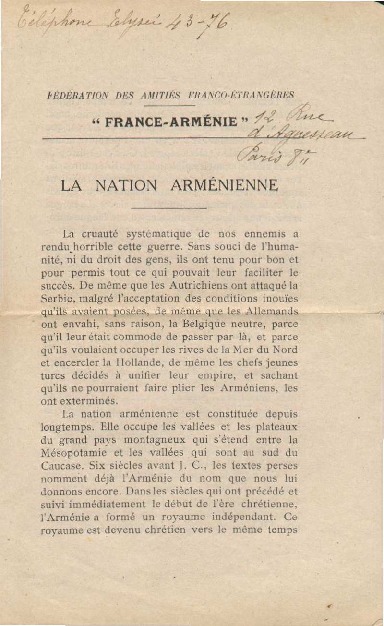 Téléphone Elysée 43-76
FÉDÉRATION DES AMITIÉS FRANCO-ÉTRANGÈRES
“ FRANCE-ARMÉNIE ”
12 Rue
d'Aguesseau
Paris 8e
LA NATION ARMÉNIENNE
La cruauté systématique de nos ennemis a
rendu horrible cette guerre. Sans souci de l'huma-
nité, ni du droit des gens, ils ont tenu pour bon et
pour permis tout ce qui pouvait leur faciliter le
succès. De même que les Autrichiens ont attaqué la
Serbie, malgré l'acceptation des conditions inouïes
qu'ils avaient posées, de même que les Allemands
ont envahi, sans raison, la Belgique neutre, parce
qu'il leur était commode de passer par là, et parce
qu'ils voulaient occuper les rives de la Mer du Nord
et encercler la Hollande, de même les chefs jeunes
turcs décidés à unifier leur empire, et sachant
qu'ils ne pourraient faire plier les Arméniens, les
ont exterminés.
La nation arménienne est constituée depuis
longtemps. Elle occupe les vallées et les plateaux
du grand pays montagneux qui s'étend entre la
Mésopotamie et les vallées qui sont au sud du
Caucase. Six siècles avant J. C., les textes perses
nomment déjà l'Arménie du nom que nous lui
donnons encore. Dans les siècles qui ont précédé et
suivi immédiatement le début de l'ère chrétienne,
l'Arménie a formé un royaume indépendant. Ce
royaume est devenu chrétien vers le même temps